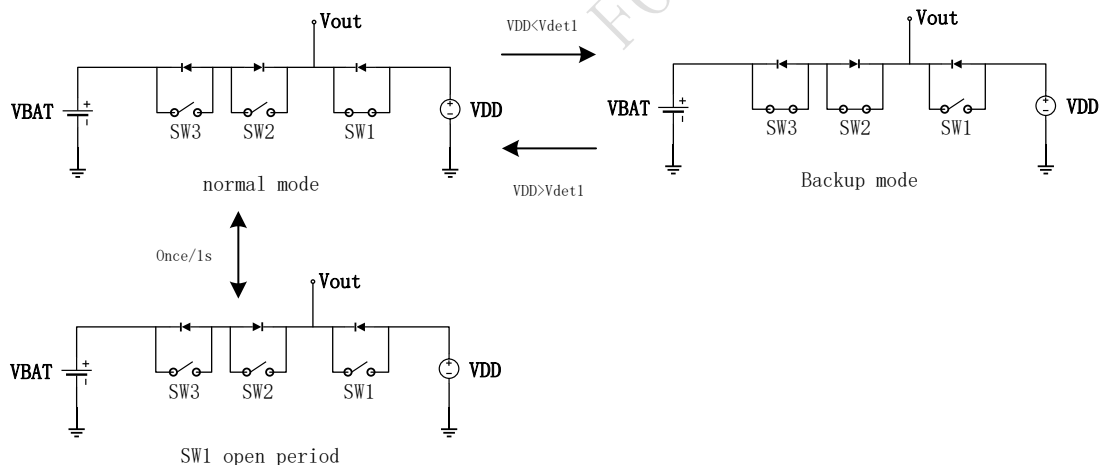 Vout
VBAT
+
-
SW3
SW2
SW1
+
-
VDD
normal mode
VDD<Vdet1
VDD>Vdet1
Vout
VBAT
+
-
SW3
SW2
SW1
+
-
VDD
Backup mode
Once/1s
Vout
VBAT
+
-
SW3
SW2
SW1
+
-
VDD
SW1 open period